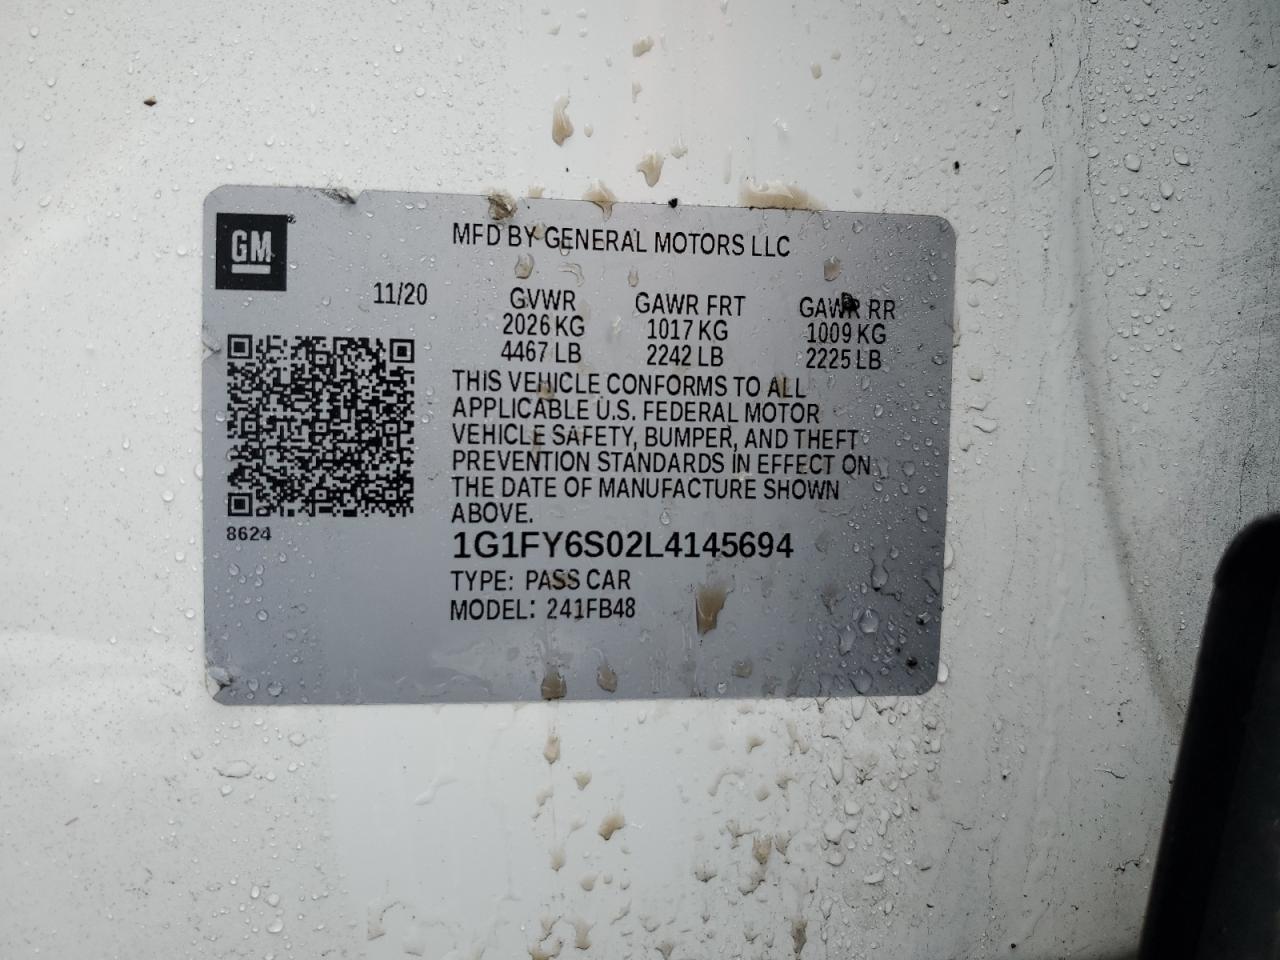 GM
MFD BY GENERAL MOTORS LLC
11/20
GVWR GAWR FRT GAWR RR
2026 KG 1017 KG 1009 KG
4467 LB 2242 LB 2225 LB
THIS VEHICLE CONFORMS TO ALL
APPLICABLE U.S. FEDERAL MOTOR
VEHICLE SAFETY, BUMPER, AND THEFT
PREVENTION STANDARDS IN EFFECT ON
THE DATE OF MANUFACTURE SHOWN
ABOVE.
8624
1G1FY6S02L4145694
TYPE: PASS CAR
MODEL: 241FB48